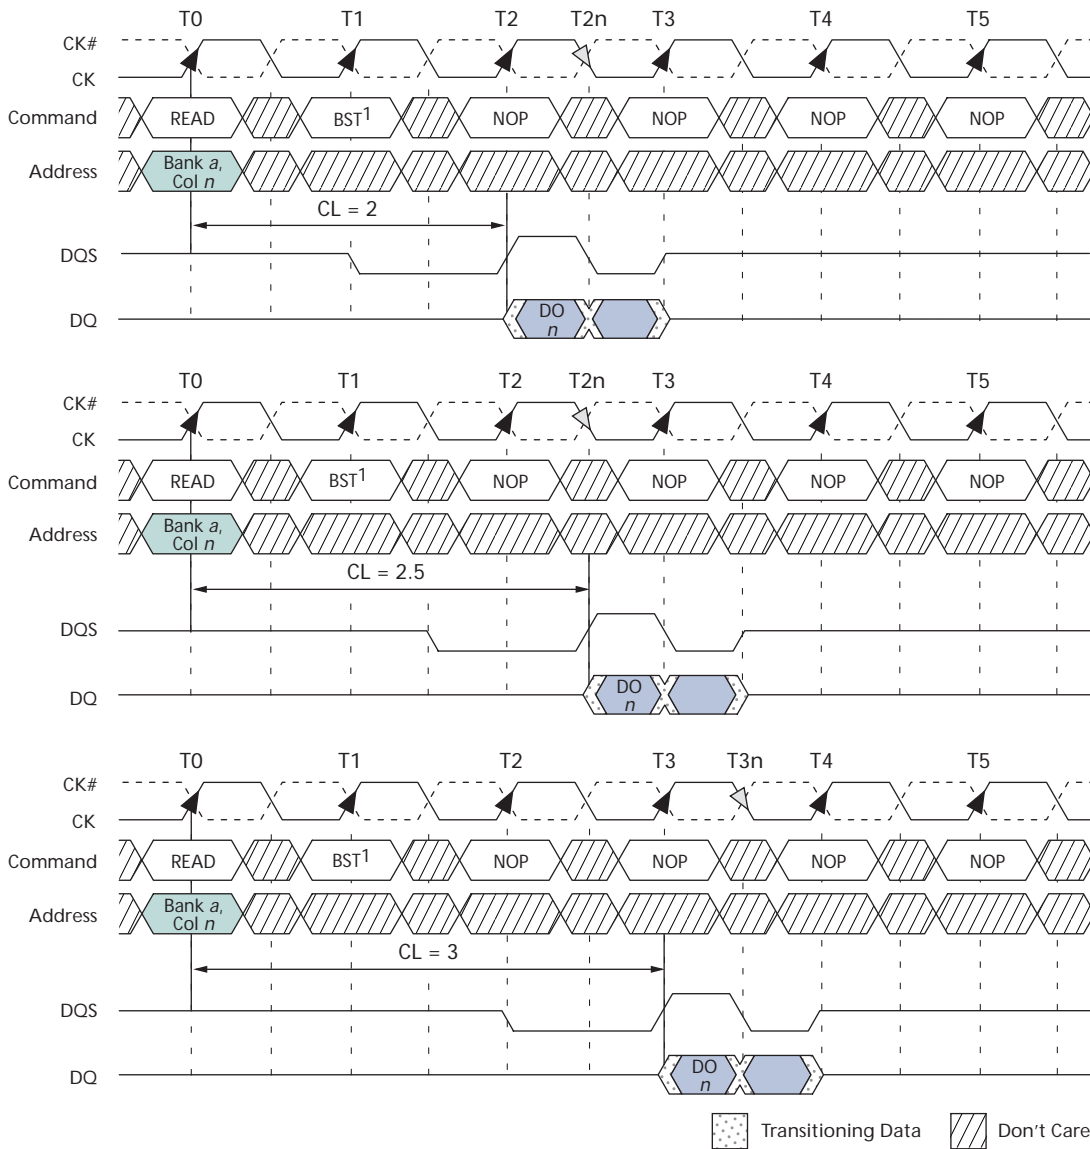 T0 T1 T2 T2n T3 T4 T5
CK#
CK
Command READ BST1 NOP NOP NOP NOP
Address Bank a,
Col n
CL = 2
DQS
DQ DO
n
T0 T1 T2 T2n T3 T4 T5
CK#
CK
Command READ BST1 NOP NOP NOP NOP
Address Bank a,
Col n
CL = 2.5
DQS
DQ DO
n
T0 T1 T2 T3 T3n T4 T5
CK#
CK
Command READ BST1 NOP NOP NOP NOP
Address Bank a,
Col n
CL = 3
DQS
DQ DO
n
Transitioning Data Don't Care